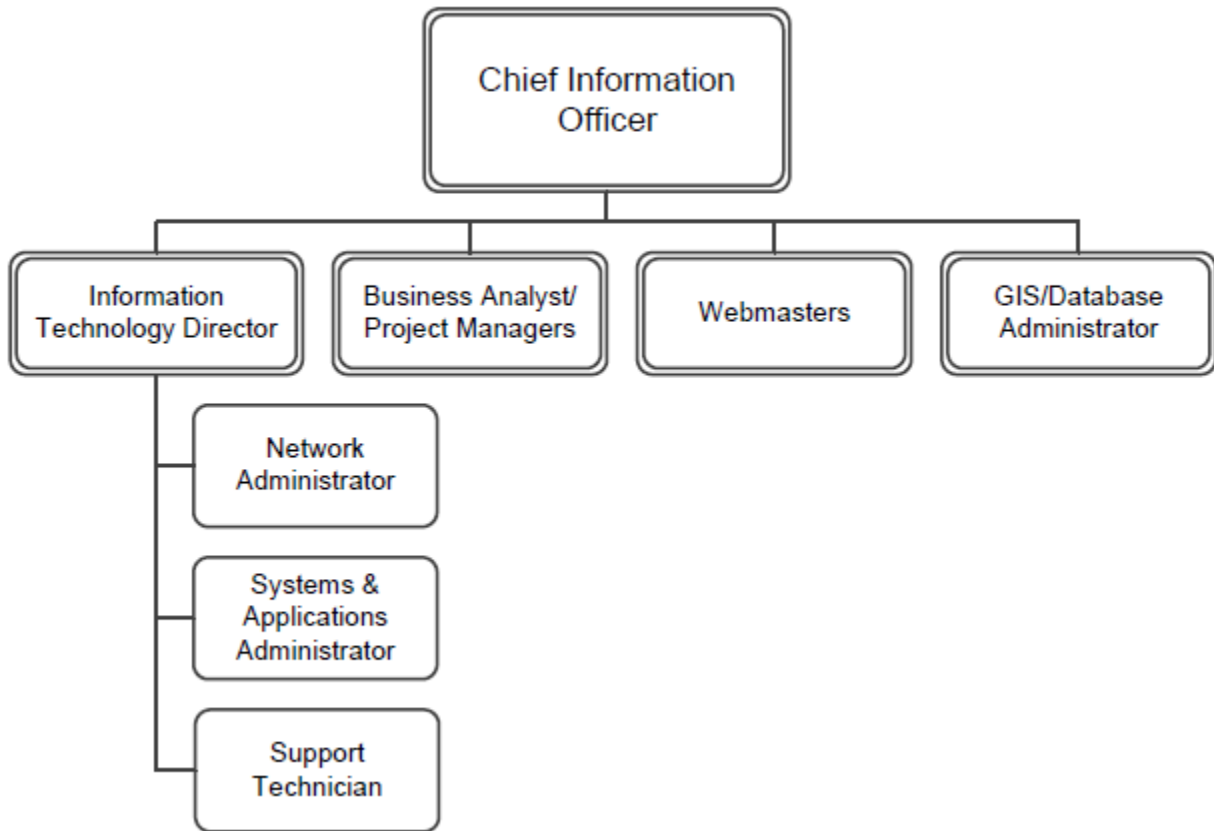 Chief Information
Officer
Information
Technology Director
Business Analyst/
Project Managers
Webmasters
GIS/Database
Administrator
Network
Administrator
Systems &
Applications
Administrator
Support
Technician